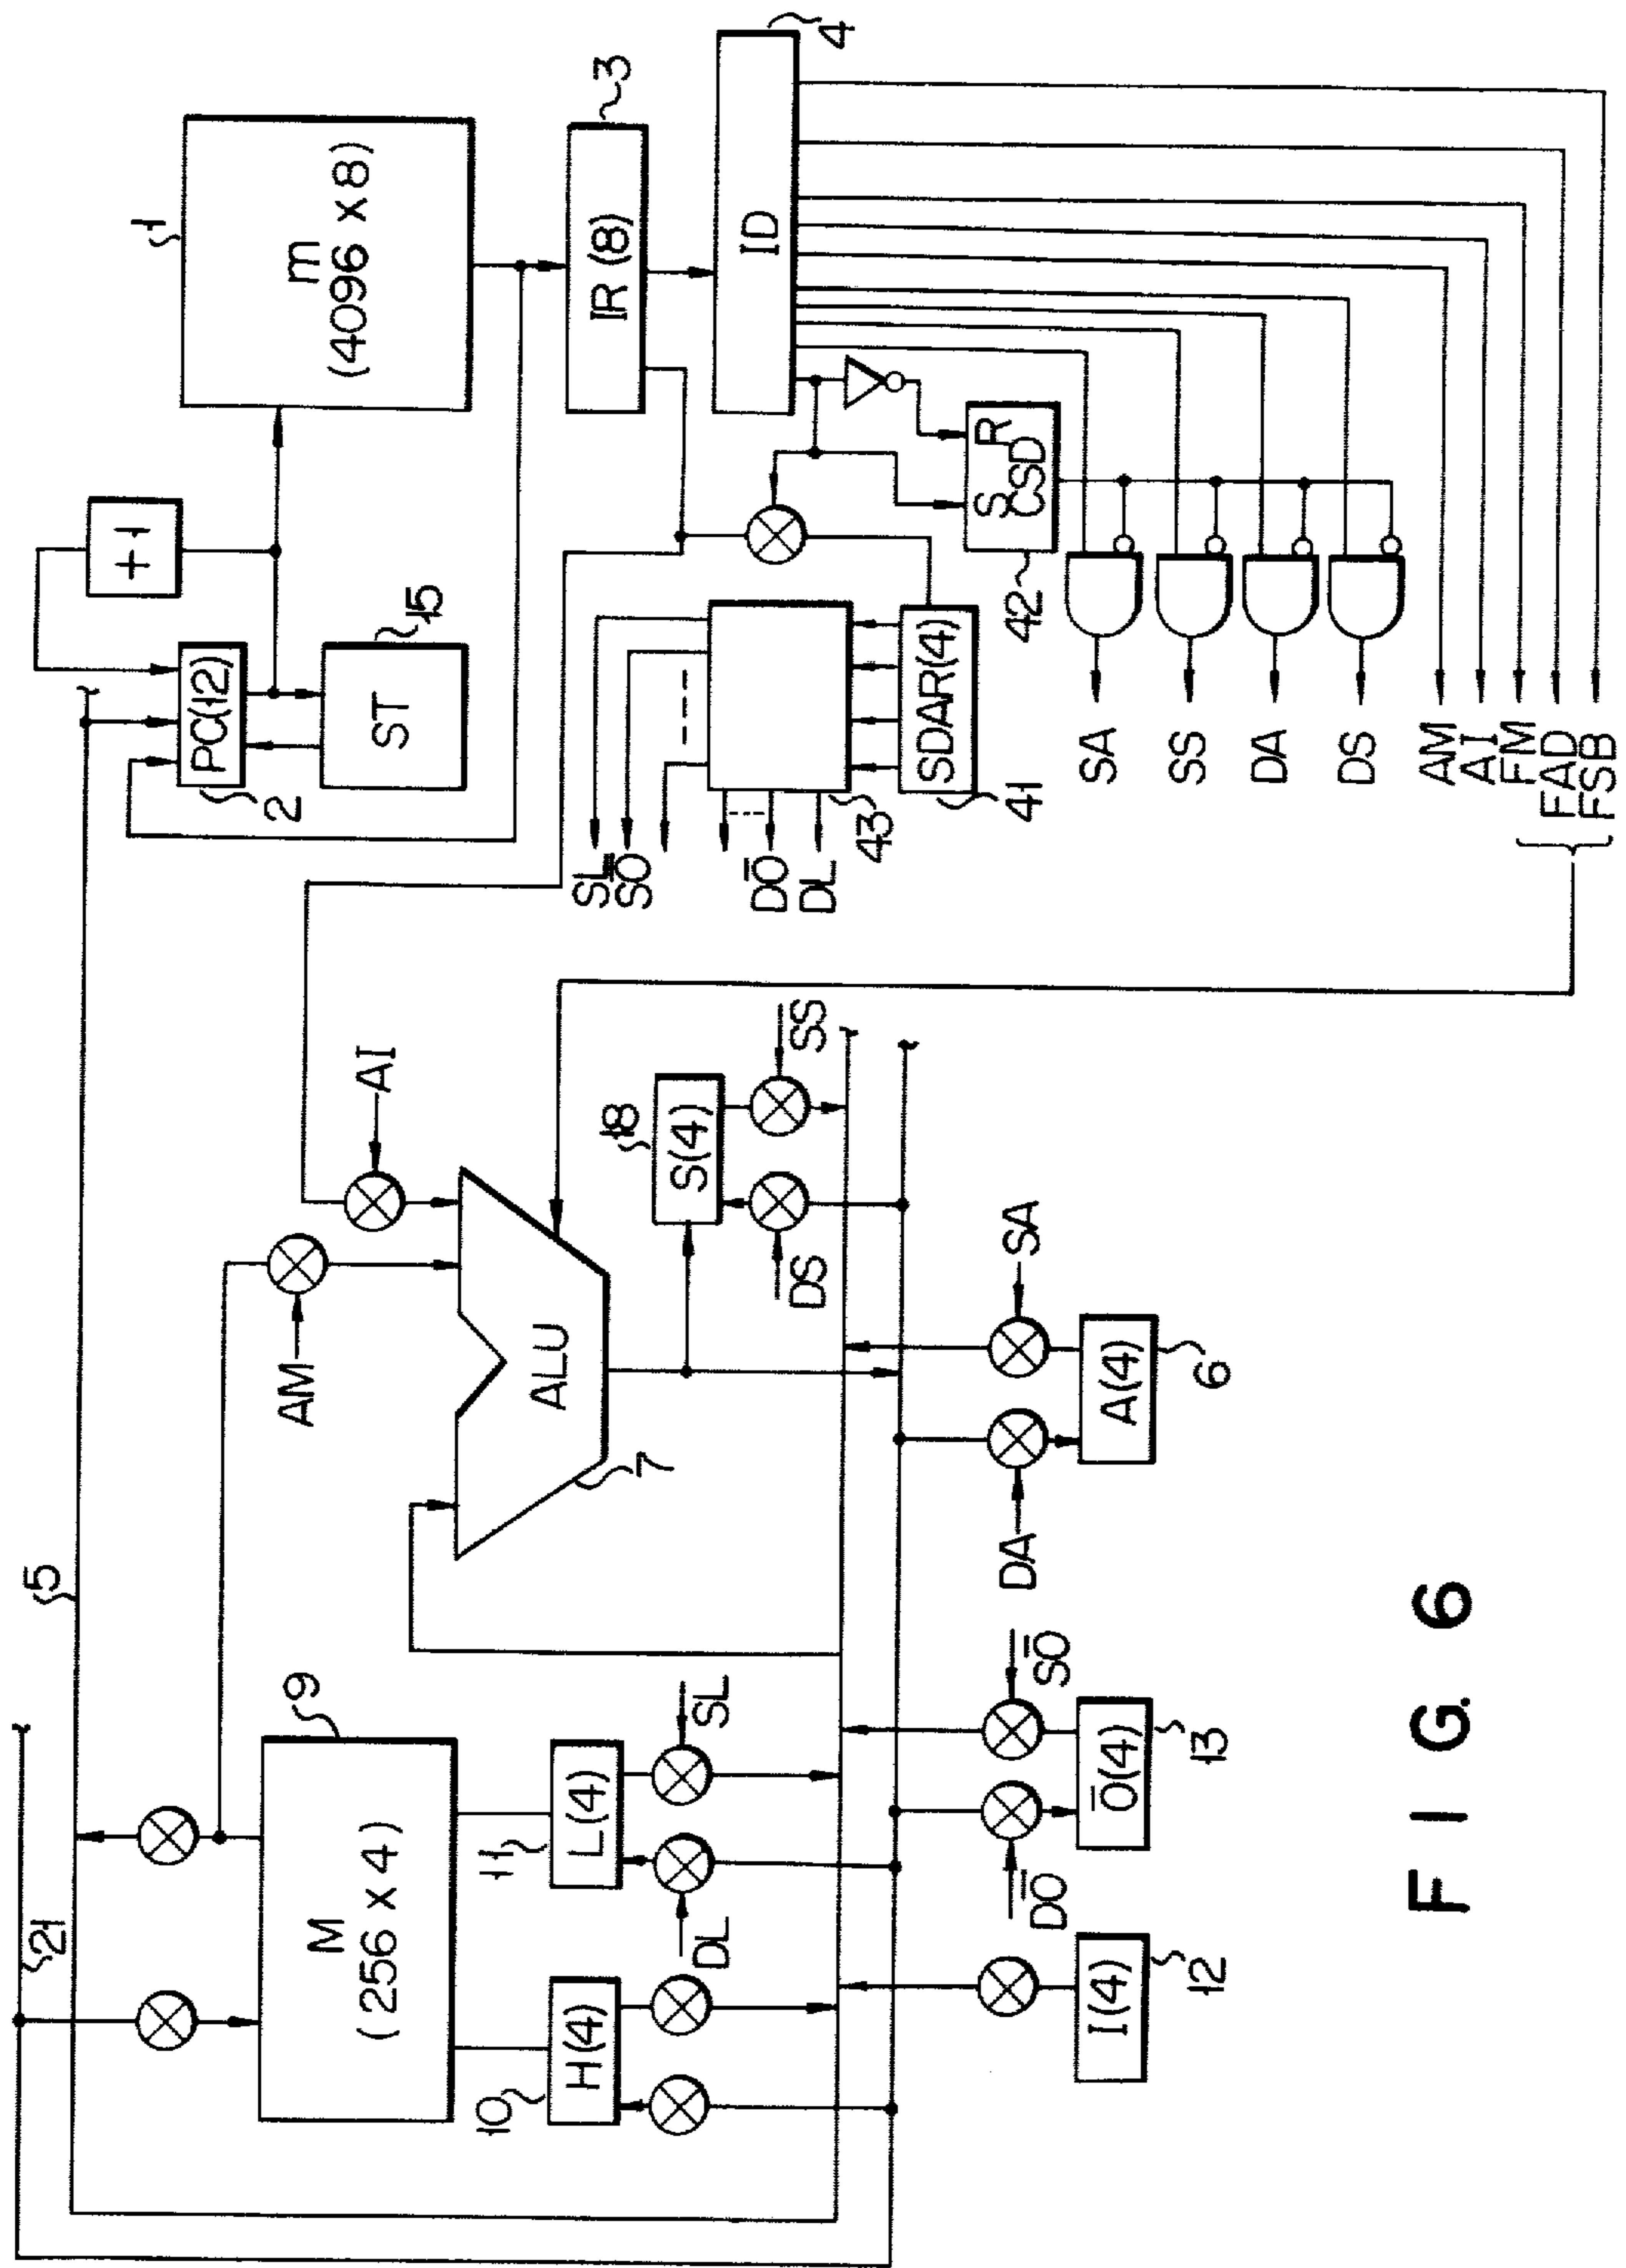 1
m
(4096 x 8)
+1
15
PC(12)
2
ST
3
IR (8)
4
ID
R
S
CSD
42
SDAR(4)
41
43
SL
S̅O̅
D̅O̅
DL
SA
SS
DA
DS
AM
AI
FM
FAD
FSB
5
21
9
M
(256 x 4)
AM
AI
ALU
7
18
S(4)
SS
DS
11
L(4)
SL
DL
10
H(4)
SA
DA
A(4)
6
SO̅
DO̅
O̅(4)
13
I(4)
12
FIG. 6